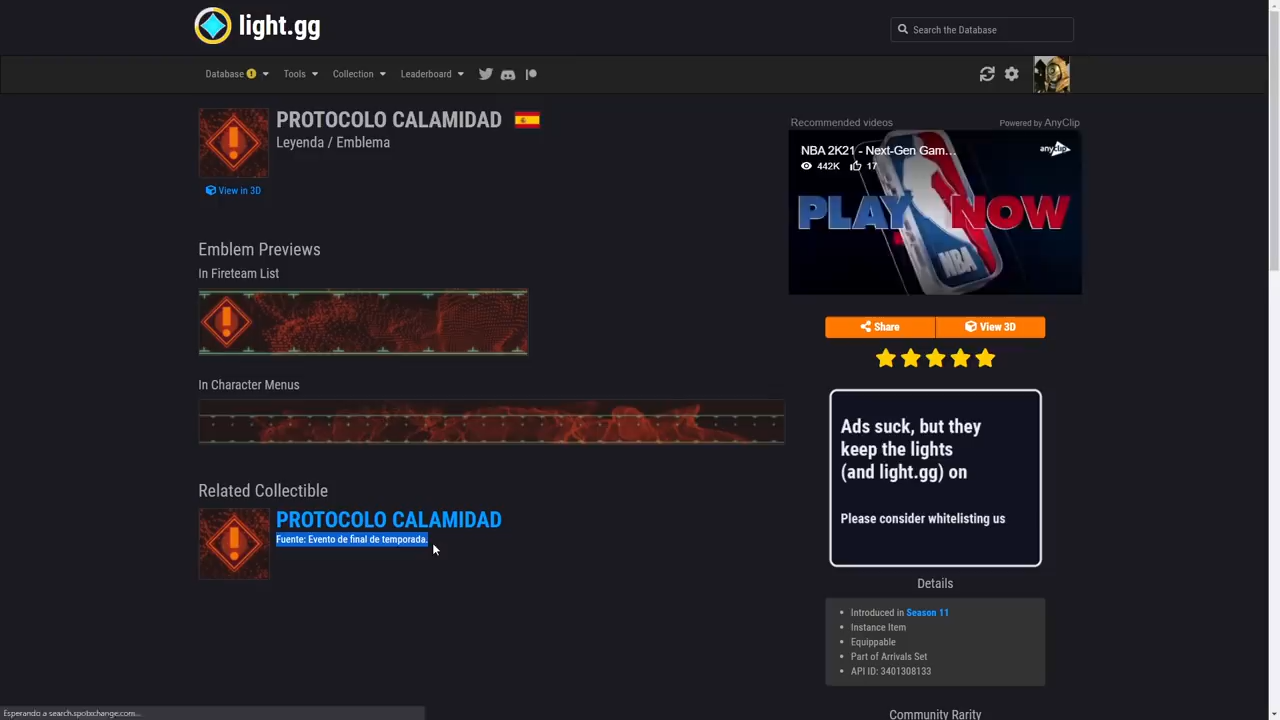 light.gg
Search the Database
Database 1
Tools
Collection
Leaderboard
PROTOCOLO CALAMIDAD
Leyenda / Emblema
View in 3D
Recommended videos
Powered by AnyClip
NBA 2K21 - Next-Gen Gam...
anyclip
442K 17
PLAY NOW
NBA
Emblem Previews
In Fireteam List
In Character Menus
Share
View 3D
Ads suck, but they
keep the lights
(and light.gg) on
Please consider whitelisting us
Related Collectible
PROTOCOLO CALAMIDAD
Fuente: Evento de final de temporada.
Details
Introduced in Season 11
Instance Item
Equippable
Part of Arrivals Set
API ID: 3401308133
Community Rarity
Esperando a search.spotxchange.com...